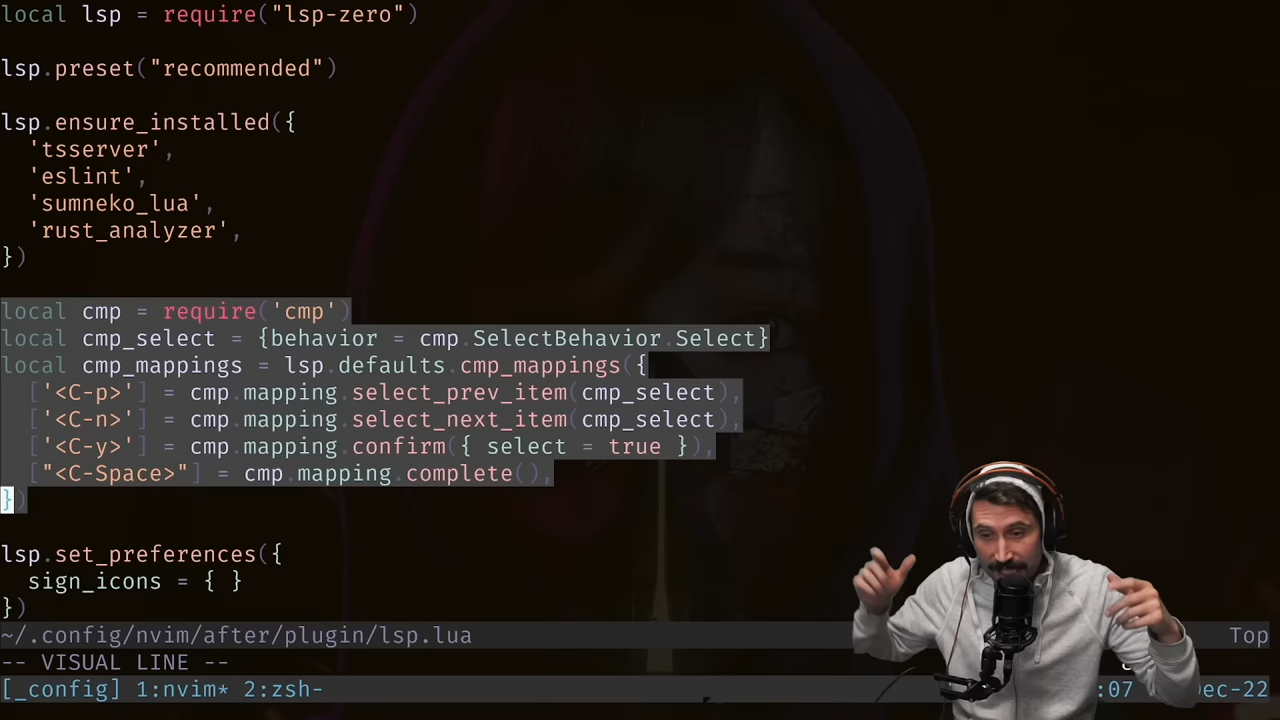 local lsp = require("lsp-zero")
lsp.preset("recommended")
lsp.ensure_installed({
  'tsserver',
  'eslint',
  'sumneko_lua',
  'rust_analyzer',
})
local cmp = require('cmp')
local cmp_select = {behavior = cmp.SelectBehavior.Select}
local cmp_mappings = lsp.defaults.cmp_mappings({
  ['<C-p>'] = cmp.mapping.select_prev_item(cmp_select),
  ['<C-n>'] = cmp.mapping.select_next_item(cmp_select),
  ['<C-y>'] = cmp.mapping.confirm({ select = true }),
  ["<C-Space>"] = cmp.mapping.complete(),
})
lsp.set_preferences({
  sign_icons = { }
})
~/.config/nvim/after/plugin/lsp.lua Top
-- VISUAL LINE --
[_config] 1:nvim* 2:zsh- :07 ec-22